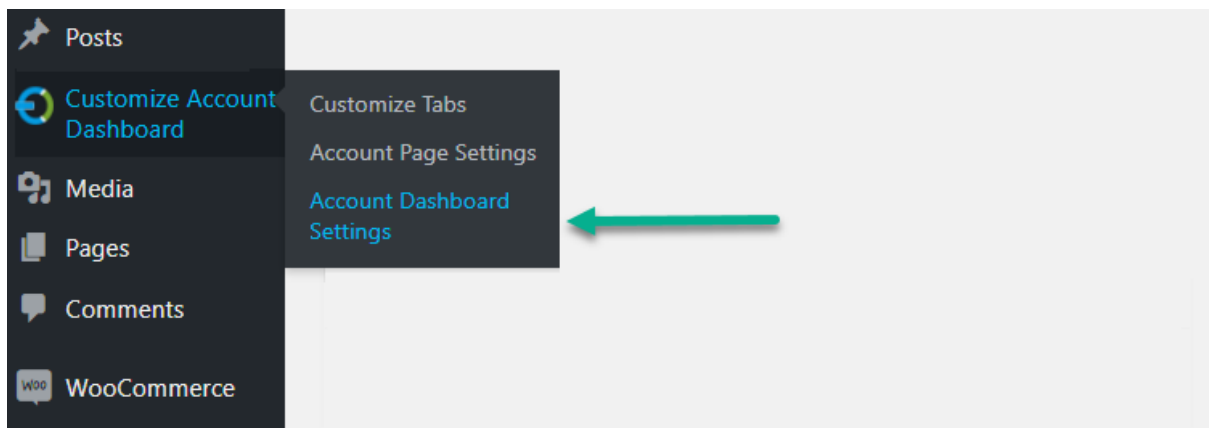 Posts
Customize Account
Dashboard
Media
Pages
Comments
Woo
WooCommerce
Customize Tabs
Account Page Settings
Account Dashboard
Settings